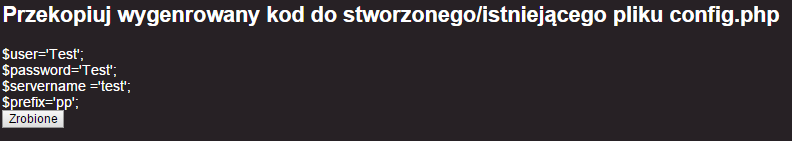 Przekopiuj wygenrowany kod do stworzonego/istniejącego pliku config.php
$user='Test';
$password='Test';
$servername ='test';
$prefix='pp';
Zrobione